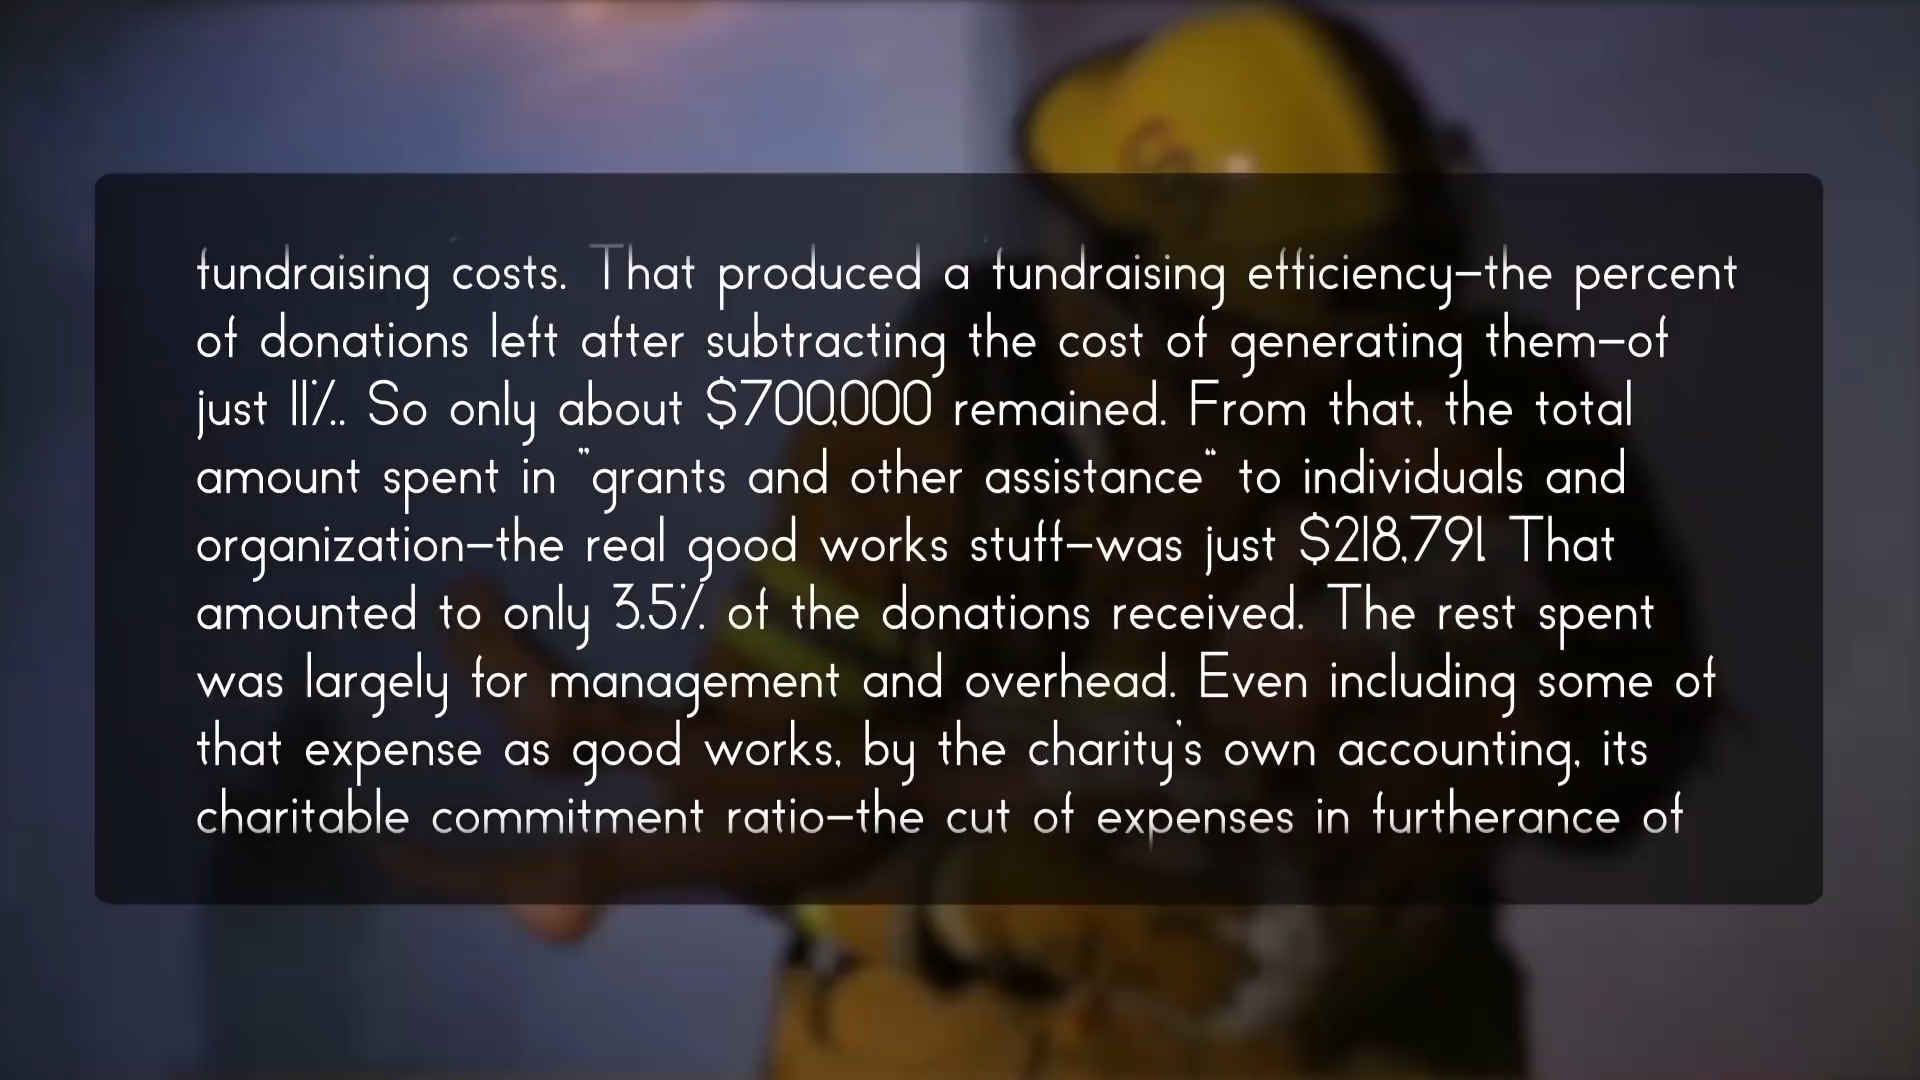 fundraising costs. That produced a fundraising efficiency—the percent
of donations left after subtracting the cost of generating them—of
just 11%. So only about $700,000 remained. From that, the total
amount spent in "grants and other assistance" to individuals and
organization—the real good works stuff—was just $218,791. That
amounted to only 3.5% of the donations received. The rest spent
was largely for management and overhead. Even including some of
that expense as good works, by the charity's own accounting, its
charitable commitment ratio—the cut of expenses in furtherance of